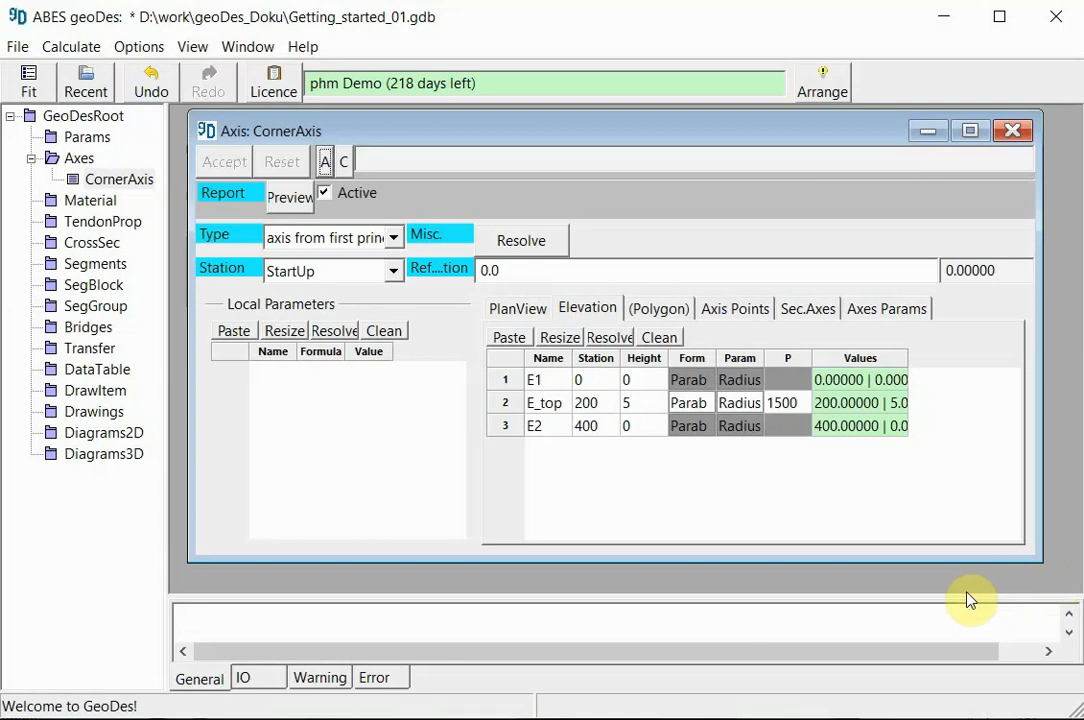 ABES geoDes: * D:\work\geoDes_Doku\Getting_started_01.gdb
File Calculate Options View Window Help
Fit Recent Undo Redo Licence phm Demo (218 days left) Arrange
GeoDesRoot
Params
Axes
CornerAxis
Material
TendonProp
CrossSec
Segments
SegBlock
SegGroup
Bridges
Transfer
DataTable
DrawItem
Drawings
Diagrams2D
Diagrams3D
Axis: CornerAxis
Accept Reset A C
Report Preview Active
Type axis from first prin Misc. Resolve
Station StartUp Ref....tion 0.0 0.00000
Local Parameters
Paste Resize Resolve Clean
Name Formula Value
PlanView Elevation (Polygon) Axis Points Sec.Axes Axes Params
Paste Resize Resolve Clean
Name Station Height Form Param P Values
1 E1 0 0 Parab Radius 0.00000 | 0.000
2 E_top 200 5 Parab Radius 1500 200.00000 | 5.0
3 E2 400 0 Parab Radius 400.00000 | 0.0
General IO Warning Error
Welcome to GeoDes!